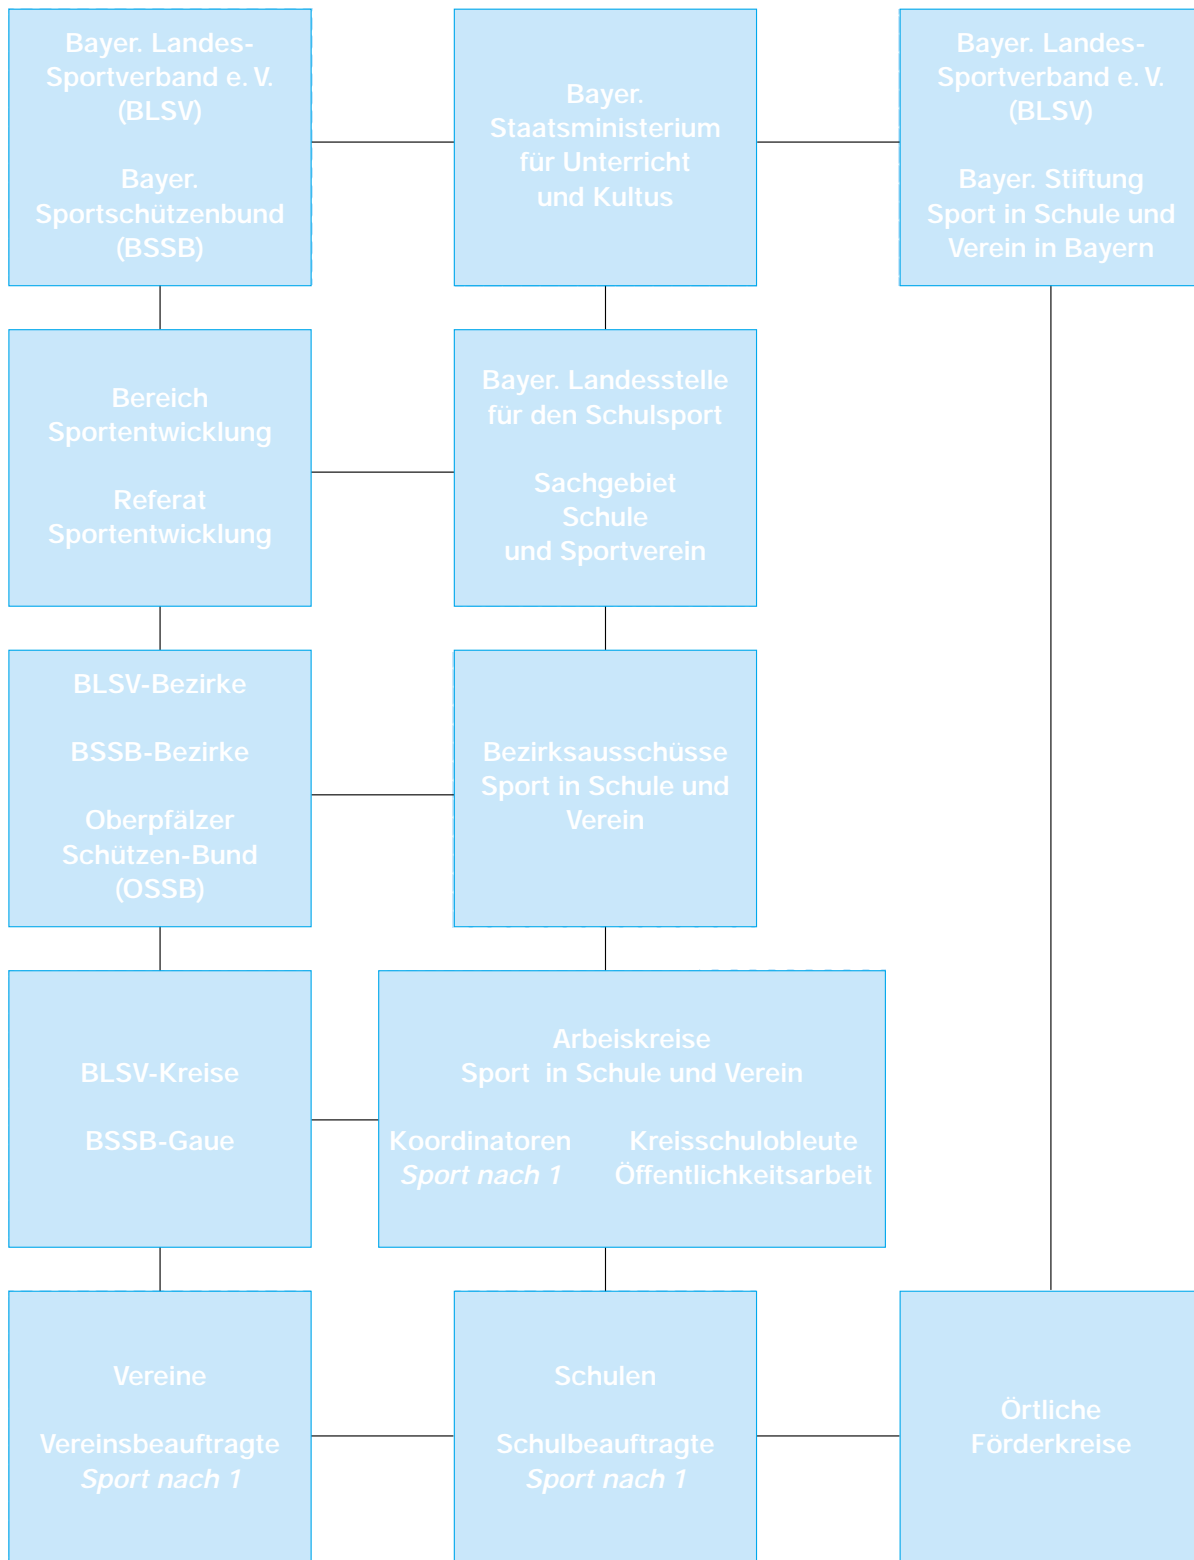 Bayer. Landes-
Sportverband e. V.
(BLSV)
Bayer.
Sportschützenbund
(BSSB)
Bayer.
Staatsministerium
für Unterricht
und Kultus
Bayer. Landes-
Sportverband e. V.
(BLSV)
Bayer. Stiftung
Sport in Schule und
Verein in Bayern
Bereich
Sportentwicklung
Referat
Sportentwicklung
Bayer. Landesstelle
für den Schulsport
Sachgebiet
Schule
und Sportverein
BLSV-Bezirke
BSSB-Bezirke
Oberpfälzer
Schützen-Bund
(OSSB)
Bezirksausschüsse
Sport in Schule und
Verein
BLSV-Kreise
BSSB-Gaue
Arbeiskreise
Sport in Schule und Verein
Koordinatoren
Sport nach 1
Kreisschulobleute
Öffentlichkeitsarbeit
Vereine
Vereinsbeauftragte
Sport nach 1
Schulen
Schulbeauftragte
Sport nach 1
Örtliche
Förderkreise